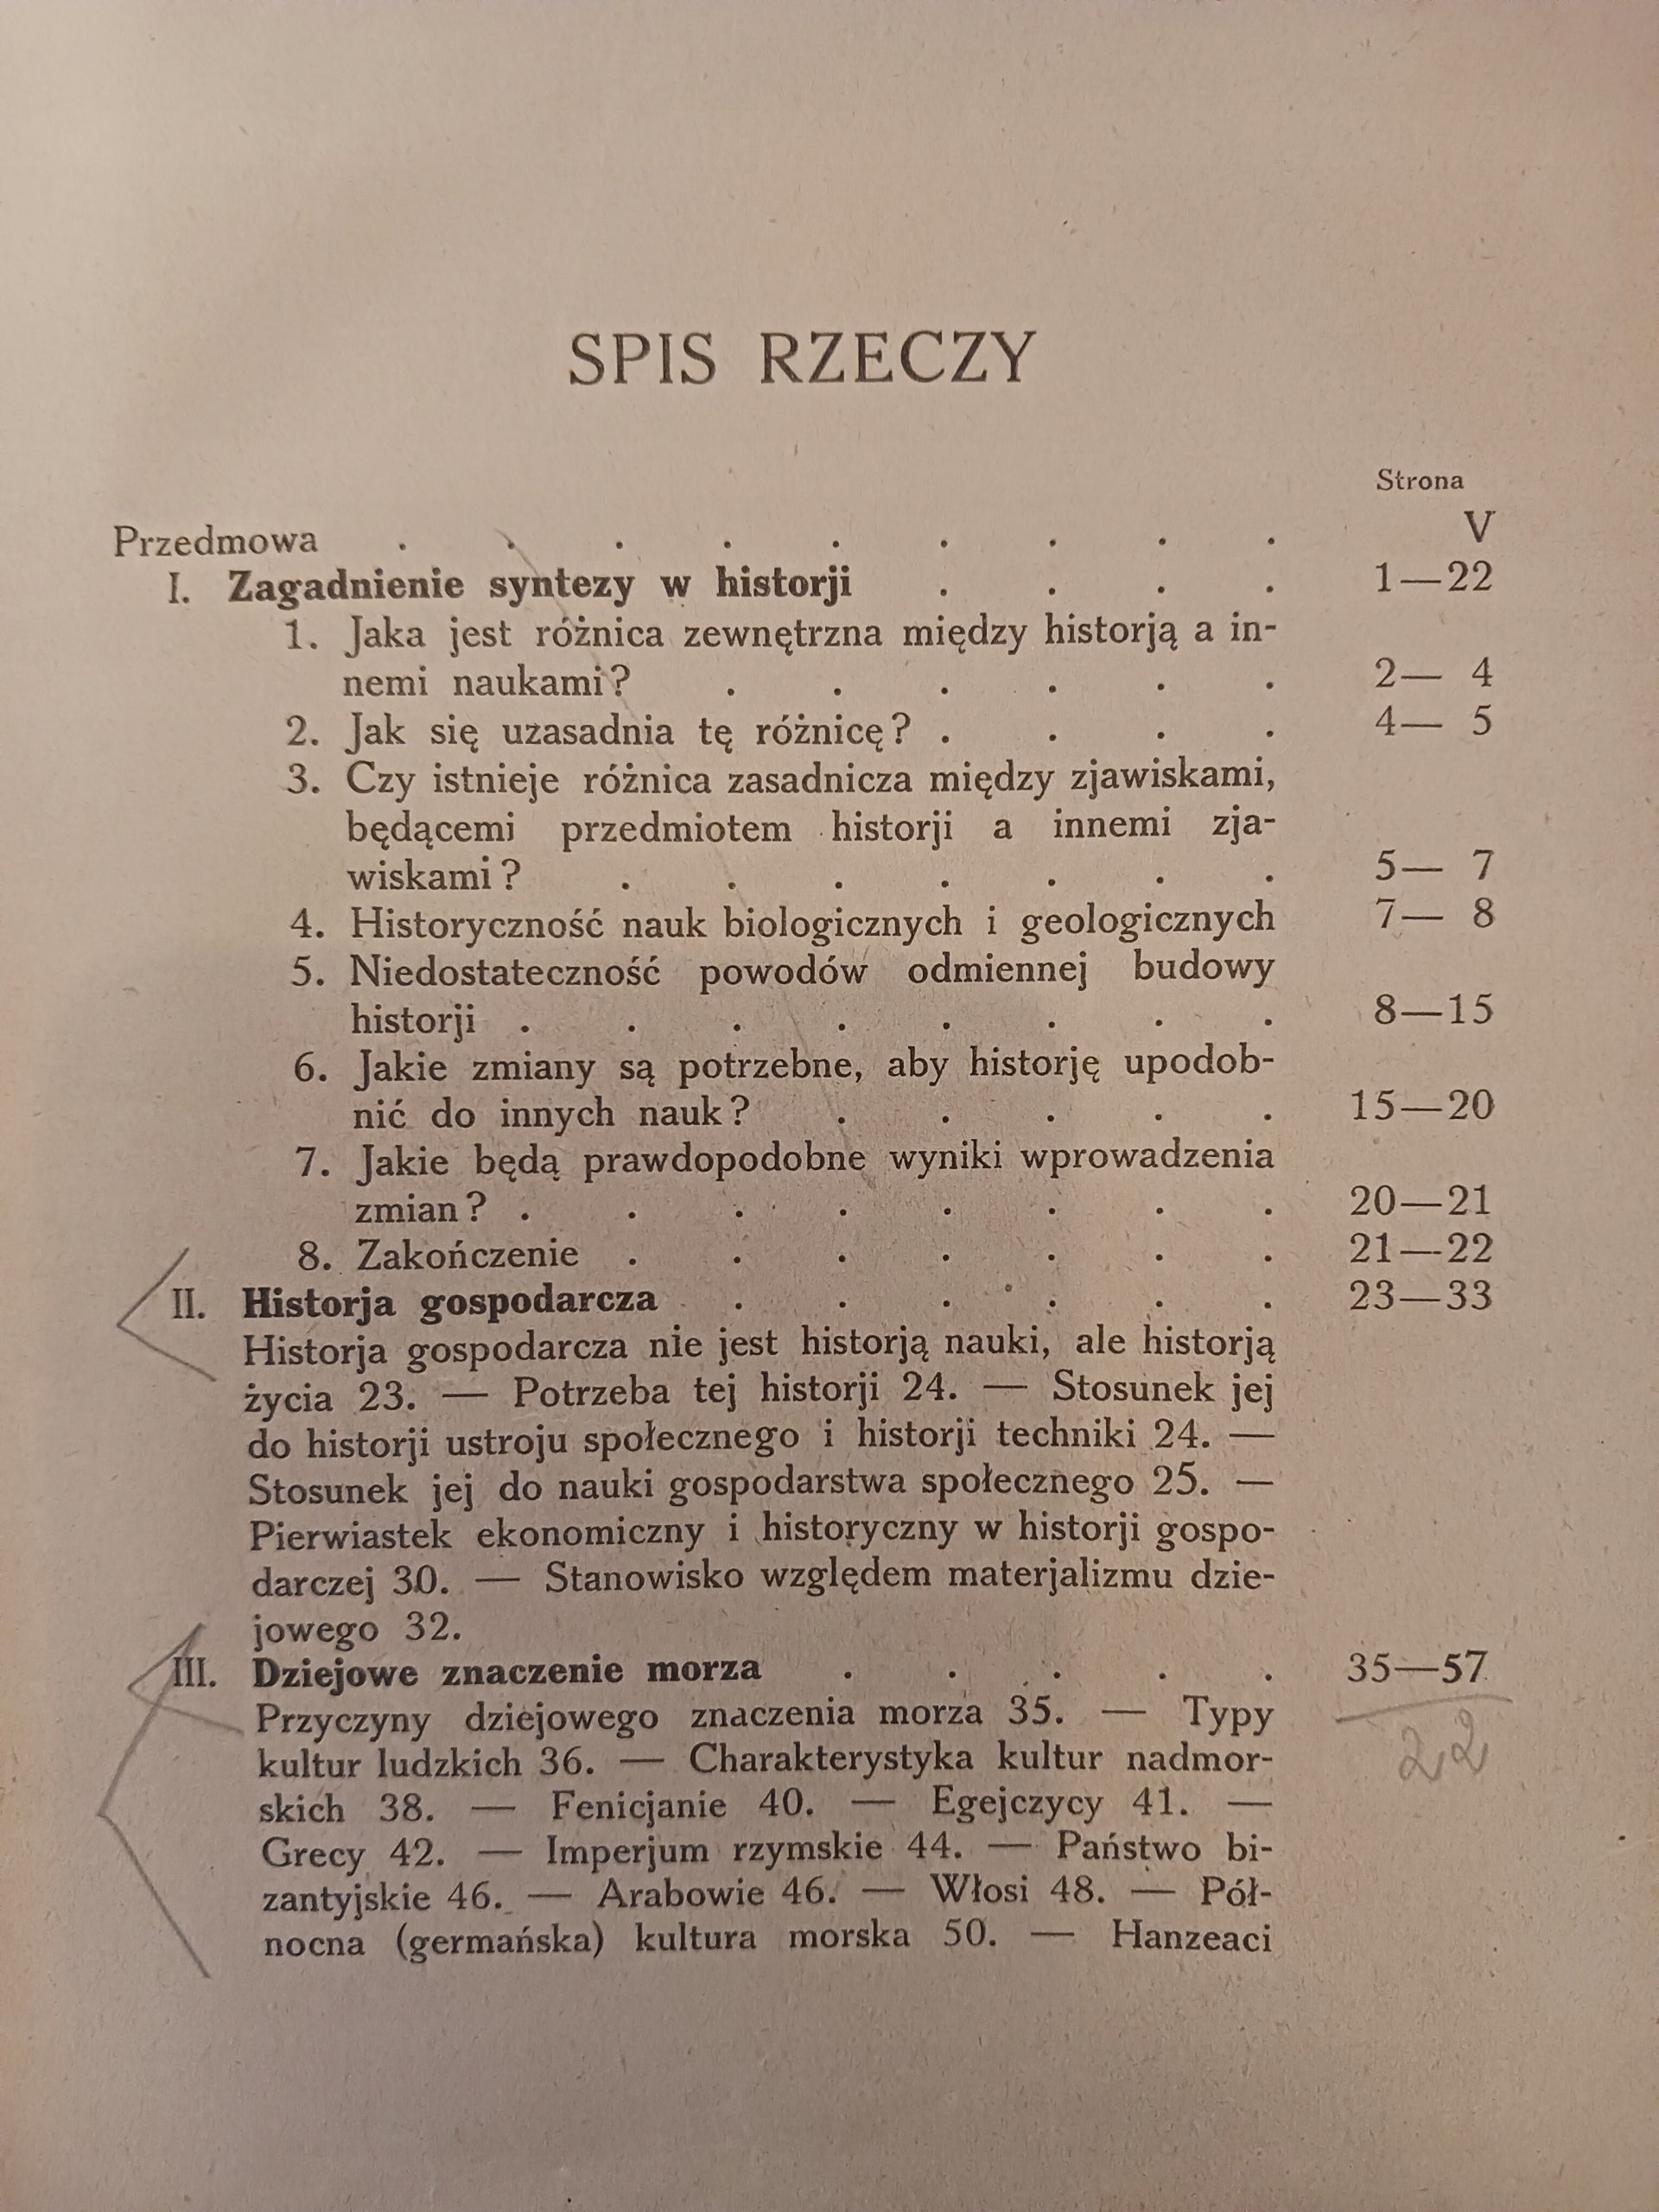 SPIS RZECZY
Strona
Przedmowa . . . . . . . . . V
I. Zagadnienie syntezy w historji . . . . 1—22
1. Jaka jest różnica zewnętrzna między historją a in-
nemi naukami? . . . . . . 2— 4
2. Jak się uzasadnia tę różnicę? . . . . 4— 5
3. Czy istnieje różnica zasadnicza między zjawiskami,
będącemi przedmiotem historji a innemi zja-
wiskami? . . . . . . . 5— 7
4. Historyczność nauk biologicznych i geologicznych 7— 8
5. Niedostateczność powodów odmiennej budowy
historji . . . . . . . . 8—15
6. Jakie zmiany są potrzebne, aby historję upodob-
nić do innych nauk? . . . . . 15—20
7. Jakie będą prawdopodobne wyniki wprowadzenia
zmian? . . . . . . . . 20—21
8. Zakończenie . . . . . . . 21—22
II. Historja gospodarcza . . . . . . 23—33
Historja gospodarcza nie jest historją nauki, ale historją
życia 23. — Potrzeba tej historji 24. — Stosunek jej
do historji ustroju społecznego i historji techniki 24. —
Stosunek jej do nauki gospodarstwa społecznego 25. —
Pierwiastek ekonomiczny i historyczny w historji gospo-
darczej 30. — Stanowisko względem materjalizmu dzie-
jowego 32.
III. Dziejowe znaczenie morza . . . . . 35—57
Przyczyny dziejowego znaczenia morza 35. — Typy
22
kultur ludzkich 36. — Charakterystyka kultur nadmor-
skich 38. — Fenicjanie 40. — Egejczycy 41. —
Grecy 42. — Imperjum rzymskie 44. — Państwo bi-
zantyjskie 46. — Arabowie 46. — Włosi 48. — Pół-
nocna (germańska) kultura morska 50. — Hanzeaci